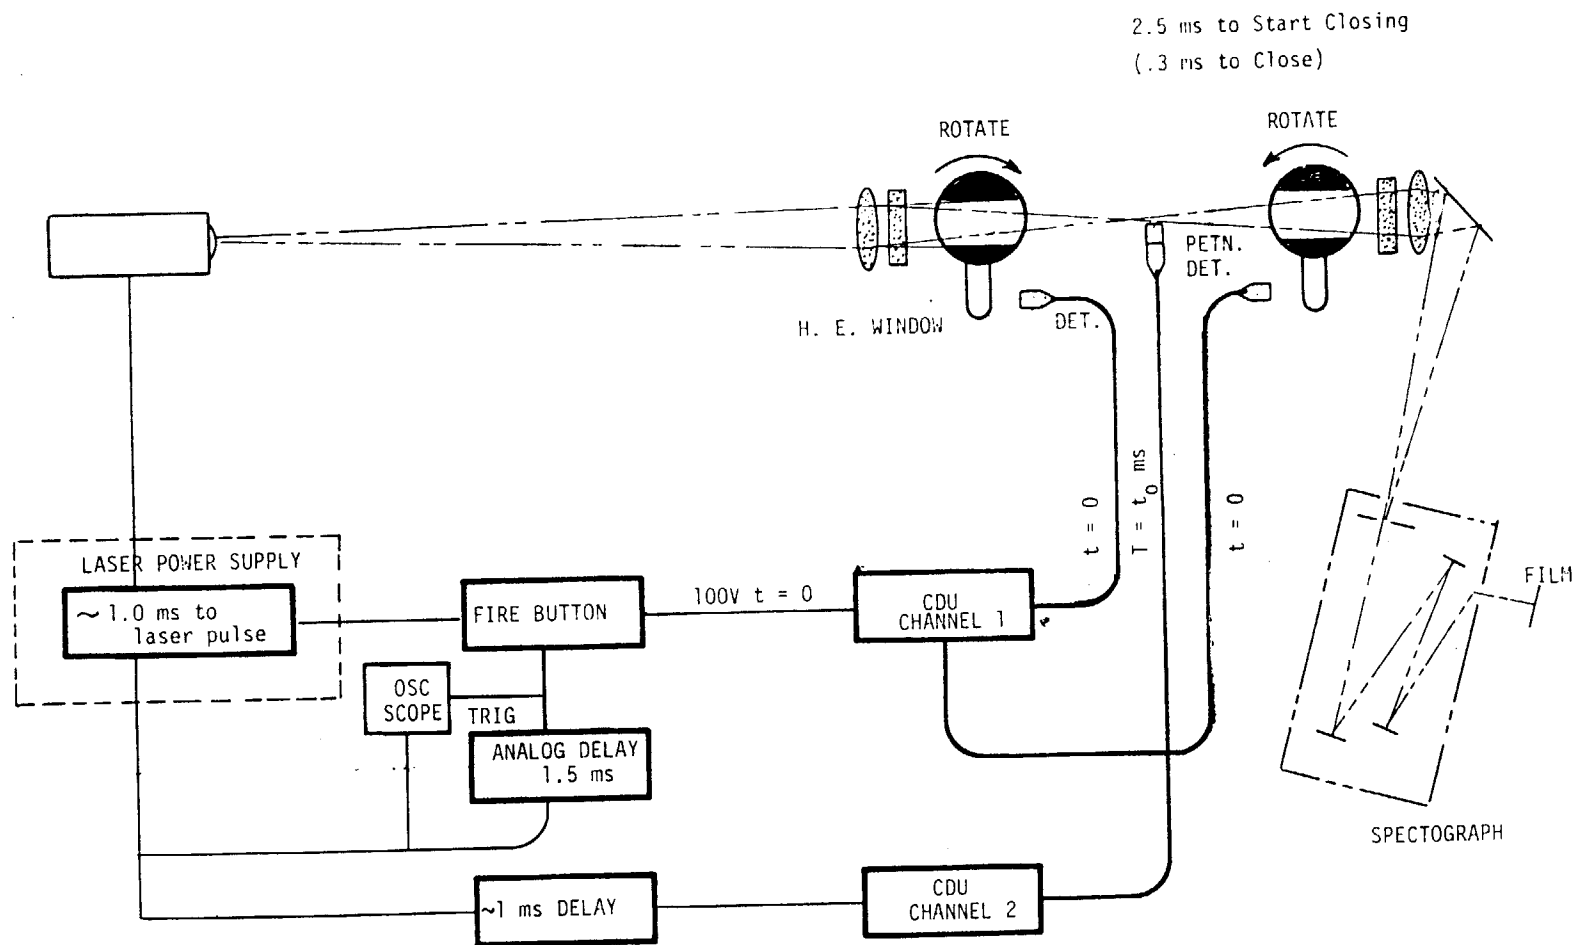 2.5 ms to Start Closing
(.3 ms to Close)
ROTATE
ROTATE
PETN.
DET.
H. E. WINDOW
DET.
t = 0
T = t₀ ms
t = 0
LASER POWER SUPPLY
~ 1.0 ms to
laser pulse
FIRE BUTTON
100V t = 0
CDU
CHANNEL 1
FILM
OSC
SCOPE
TRIG
ANALOG DELAY
1.5 ms
SPECTOGRAPH
~1 ms DELAY
CDU
CHANNEL 2